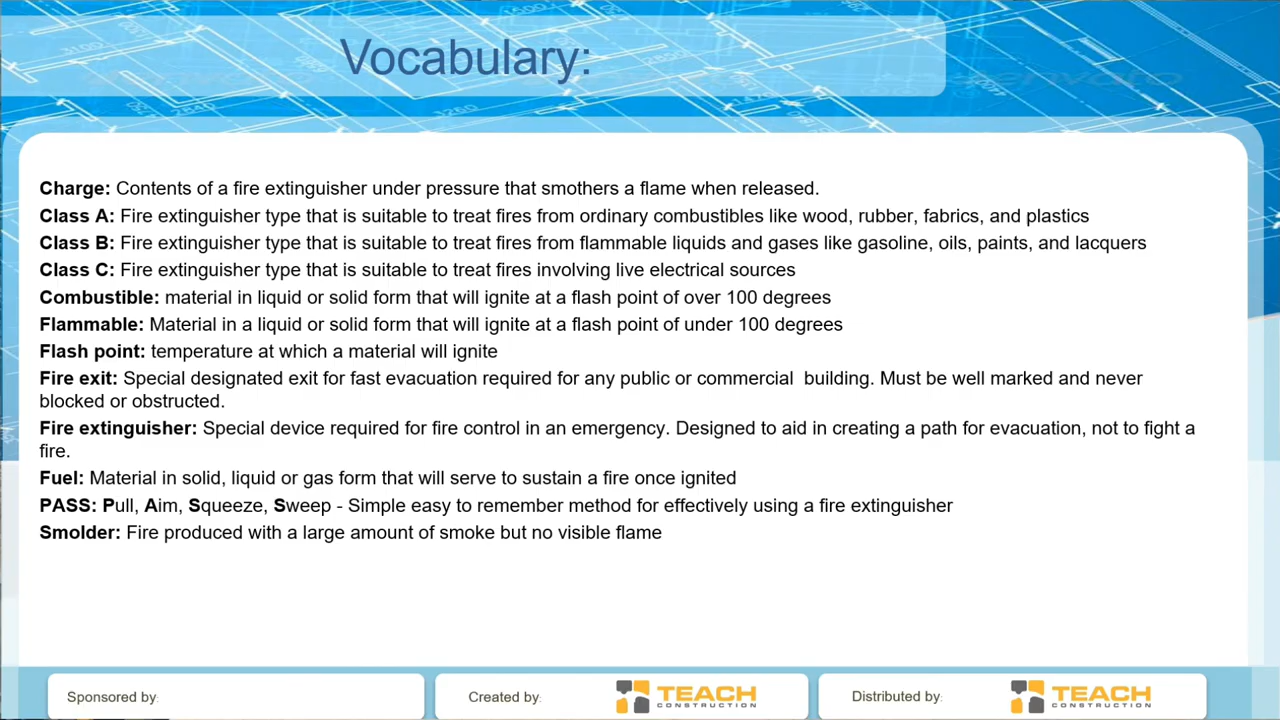 Vocabulary:
Charge: Contents of a fire extinguisher under pressure that smothers a flame when released.
Class A: Fire extinguisher type that is suitable to treat fires from ordinary combustibles like wood, rubber, fabrics, and plastics
Class B: Fire extinguisher type that is suitable to treat fires from flammable liquids and gases like gasoline, oils, paints, and lacquers
Class C: Fire extinguisher type that is suitable to treat fires involving live electrical sources
Combustible: material in liquid or solid form that will ignite at a flash point of over 100 degrees
Flammable: Material in a liquid or solid form that will ignite at a flash point of under 100 degrees
Flash point: temperature at which a material will ignite
Fire exit: Special designated exit for fast evacuation required for any public or commercial  building. Must be well marked and never
blocked or obstructed.
Fire extinguisher: Special device required for fire control in an emergency. Designed to aid in creating a path for evacuation, not to fight a
fire.
Fuel: Material in solid, liquid or gas form that will serve to sustain a fire once ignited
PASS: Pull, Aim, Squeeze, Sweep - Simple easy to remember method for effectively using a fire extinguisher
Smolder: Fire produced with a large amount of smoke but no visible flame
Sponsored by:
Created by:
TEACH
CONSTRUCTION
Distributed by:
TEACH
CONSTRUCTION